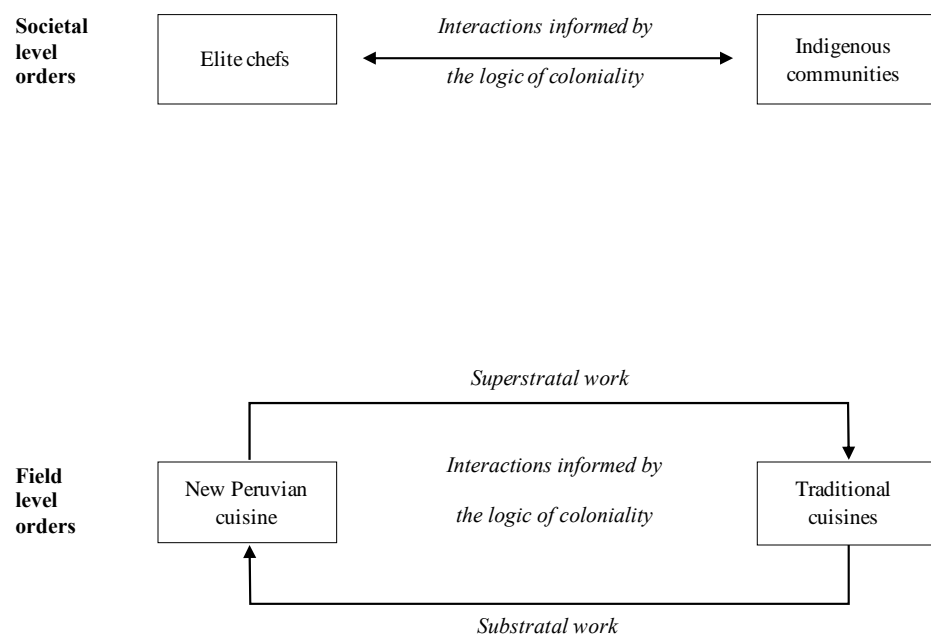 Societal
level
orders
Elite chefs
Interactions informed by
the logic of coloniality
Indigenous
communities
Superstratal work
Field
level
orders
New Peruvian
cuisine
Interactions informed by
the logic of coloniality
Traditional
cuisines
Substratal work